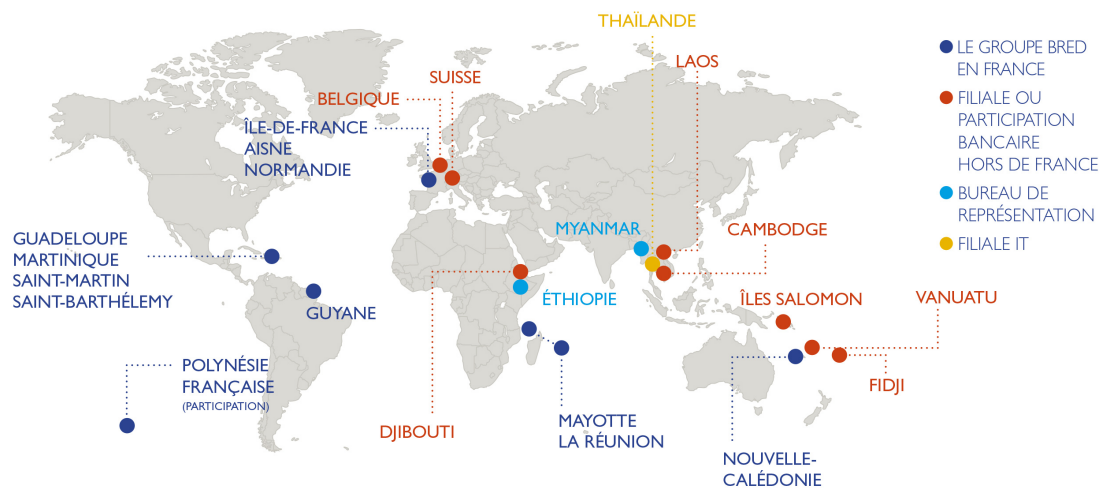 THAÏLANDE
LAOS
SUISSE
BELGIQUE
ÎLE-DE-FRANCE
AISNE
NORMANDIE
MYANMAR
CAMBODGE
GUADELOUPE
MARTINIQUE
SAINT-MARTIN
SAINT-BARTHÉLEMY
GUYANE
ÉTHIOPIE
ÎLES SALOMON
VANUATU
POLYNÉSIE
FRANÇAISE
(PARTICIPATION)
DJIBOUTI
MAYOTTE
LA RÉUNION
FIDJI
NOUVELLE-
CALÉDONIE
LE GROUPE BRED
EN FRANCE
FILIALE OU
PARTICIPATION
BANCAIRE
HORS DE FRANCE
BUREAU DE
REPRÉSENTATION
FILIALE IT